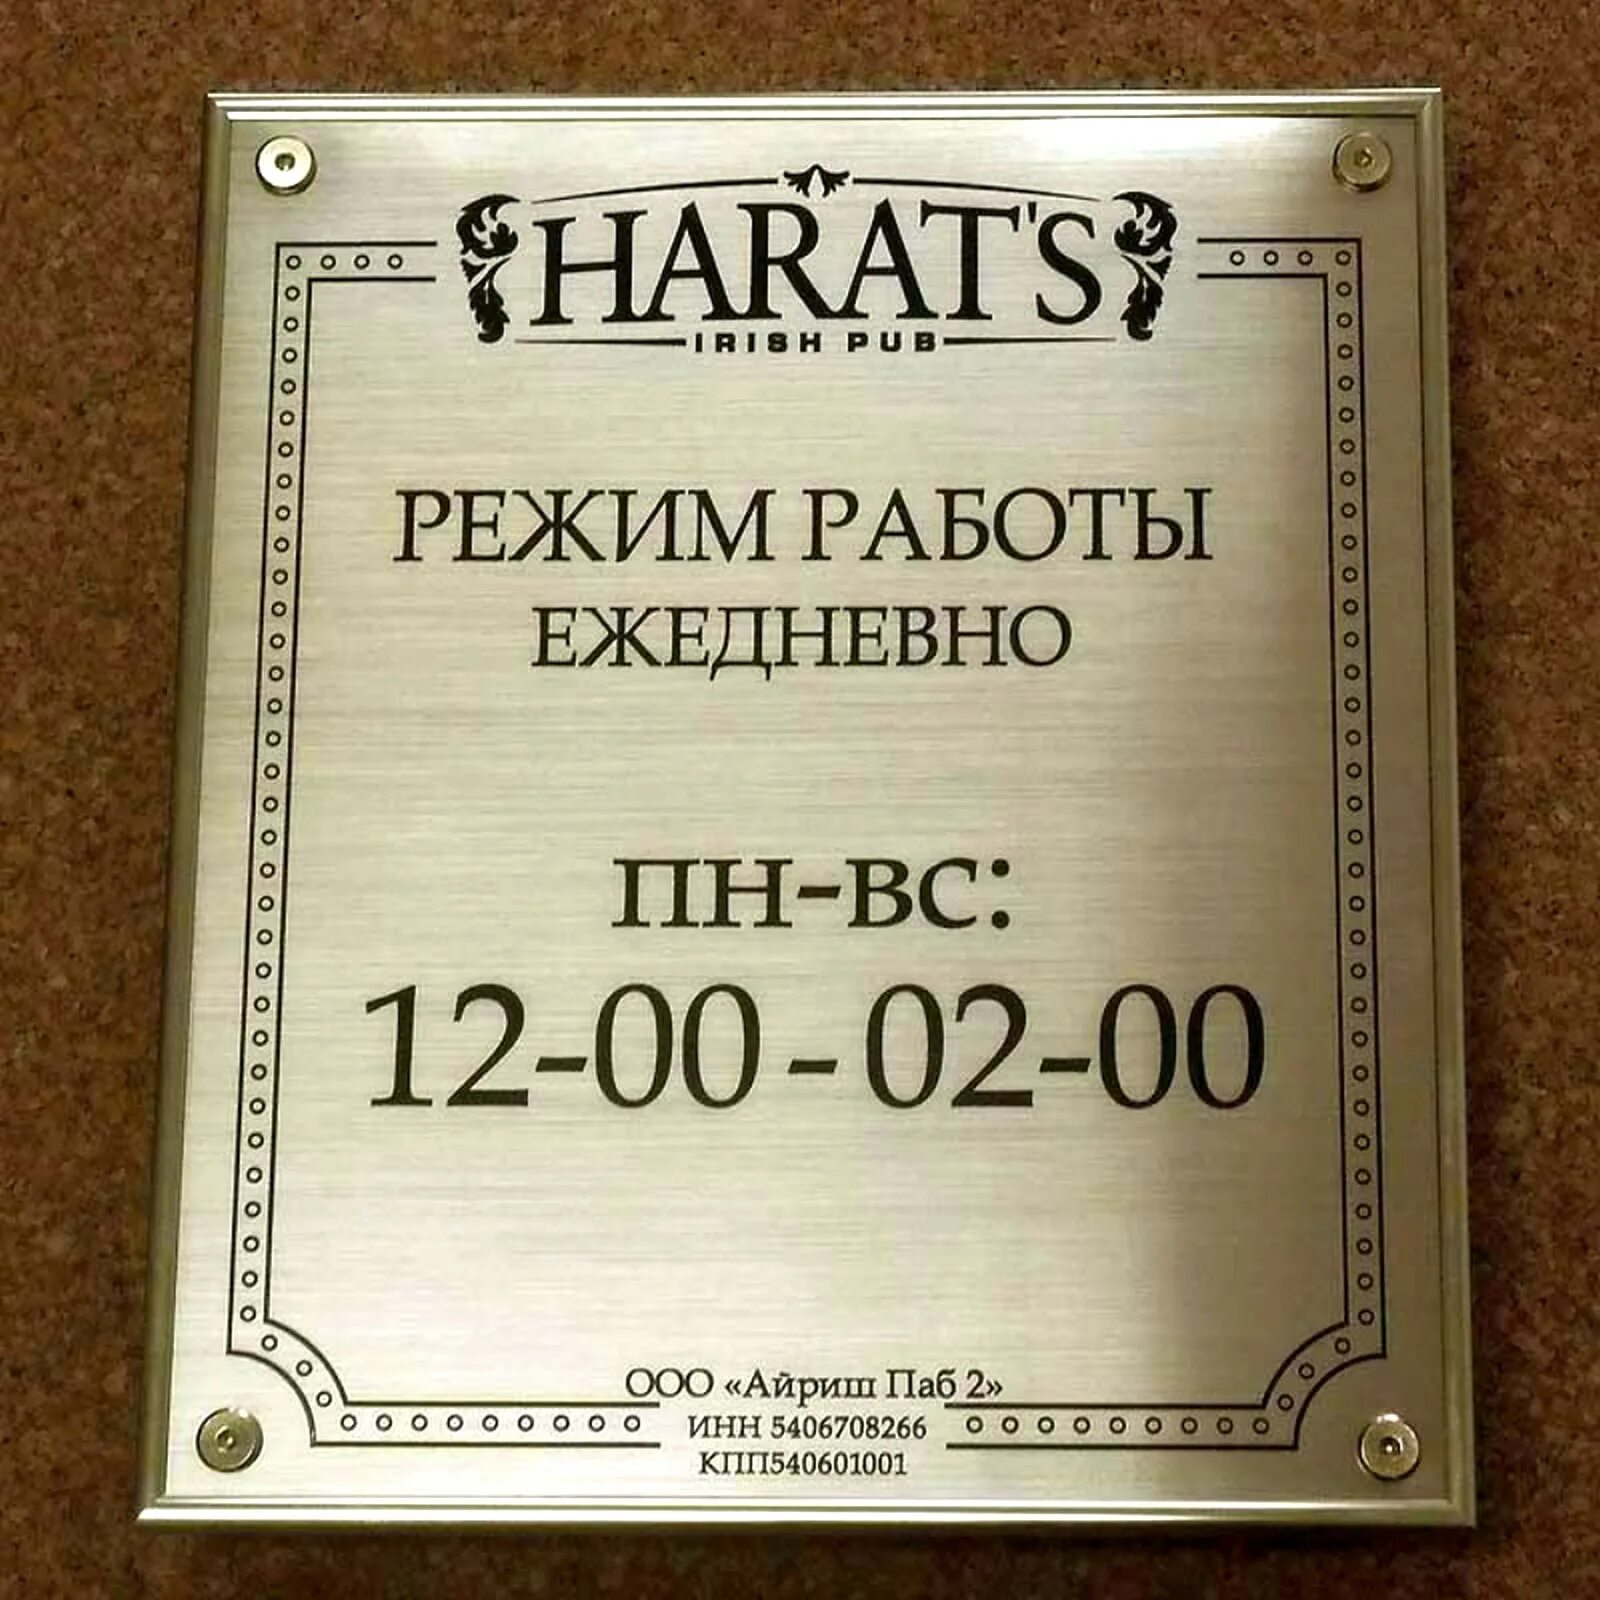 HARAT'S
IRISH PUB
РЕЖИМ РАБОТЫ
ЕЖЕДНЕВНО
ПН-ВС:
12-00 - 02-00
ООО «Айриш Паб 2»
ИНН 5406708266
КПП540601001